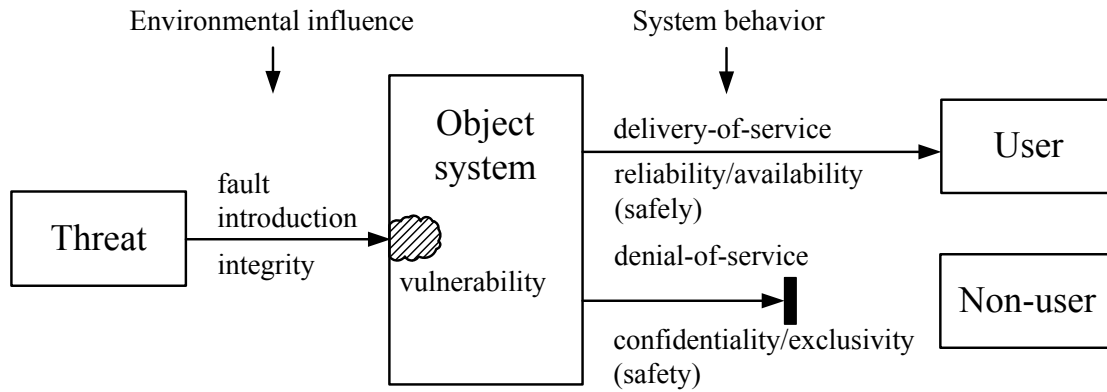 Environmental influence
System behavior
Object
system
delivery-of-service
User
reliability/availability
(safely)
fault
introduction
Threat
integrity
vulnerability
denial-of-service
Non-user
confidentiality/exclusivity
(safety)